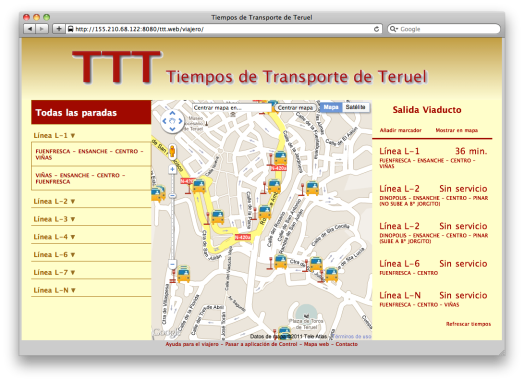 Tiempos de Transporte de Teruel
http://155.210.68.122:8080/ttt.web/viajero/
Google
TTT Tiempos de Transporte de Teruel
Todas las paradas
Línea L-1 ▼
FUENFRESCA - ENSANCHE - CENTRO -
VIÑAS
VIÑAS - ENSANCHE - CENTRO -
FUENFRESCA
Línea L-2 ▼
Línea L-3 ▼
Línea L-4 ▼
Línea L-6 ▼
Línea L-7 ▼
Línea L-N ▼
Centrar mapa en...
Centrar mapa
Mapa
Satélite
N-420a
N-420a
Plaza de Toros
de Teruel
Google
Datos de mapa ©2011 Tele Atlas
Términos de uso
Salida Viaducto
Añadir marcador
Mostrar en mapa
Línea L-1 36 min.
FUENFRESCA - ENSANCHE - CENTRO -
VIÑAS
Línea L-2 Sin servicio
DINOPOLIS - ENSANCHE - CENTRO - PINAR
(NO SUBE A Bº JORGITO)
Línea L-2 Sin servicio
DINOPOLIS - ENSANCHE - CENTRO - PINAR
(SUBE A Bº JORGITO)
Línea L-6 Sin servicio
FUENFRESCA - CENTRO
Línea L-N Sin servicio
FUENFRESCA - CENTRO - VIÑAS
Refrescar tiempos
Ayuda para el viajero - Pasar a aplicación de Control - Mapa web - Contacto